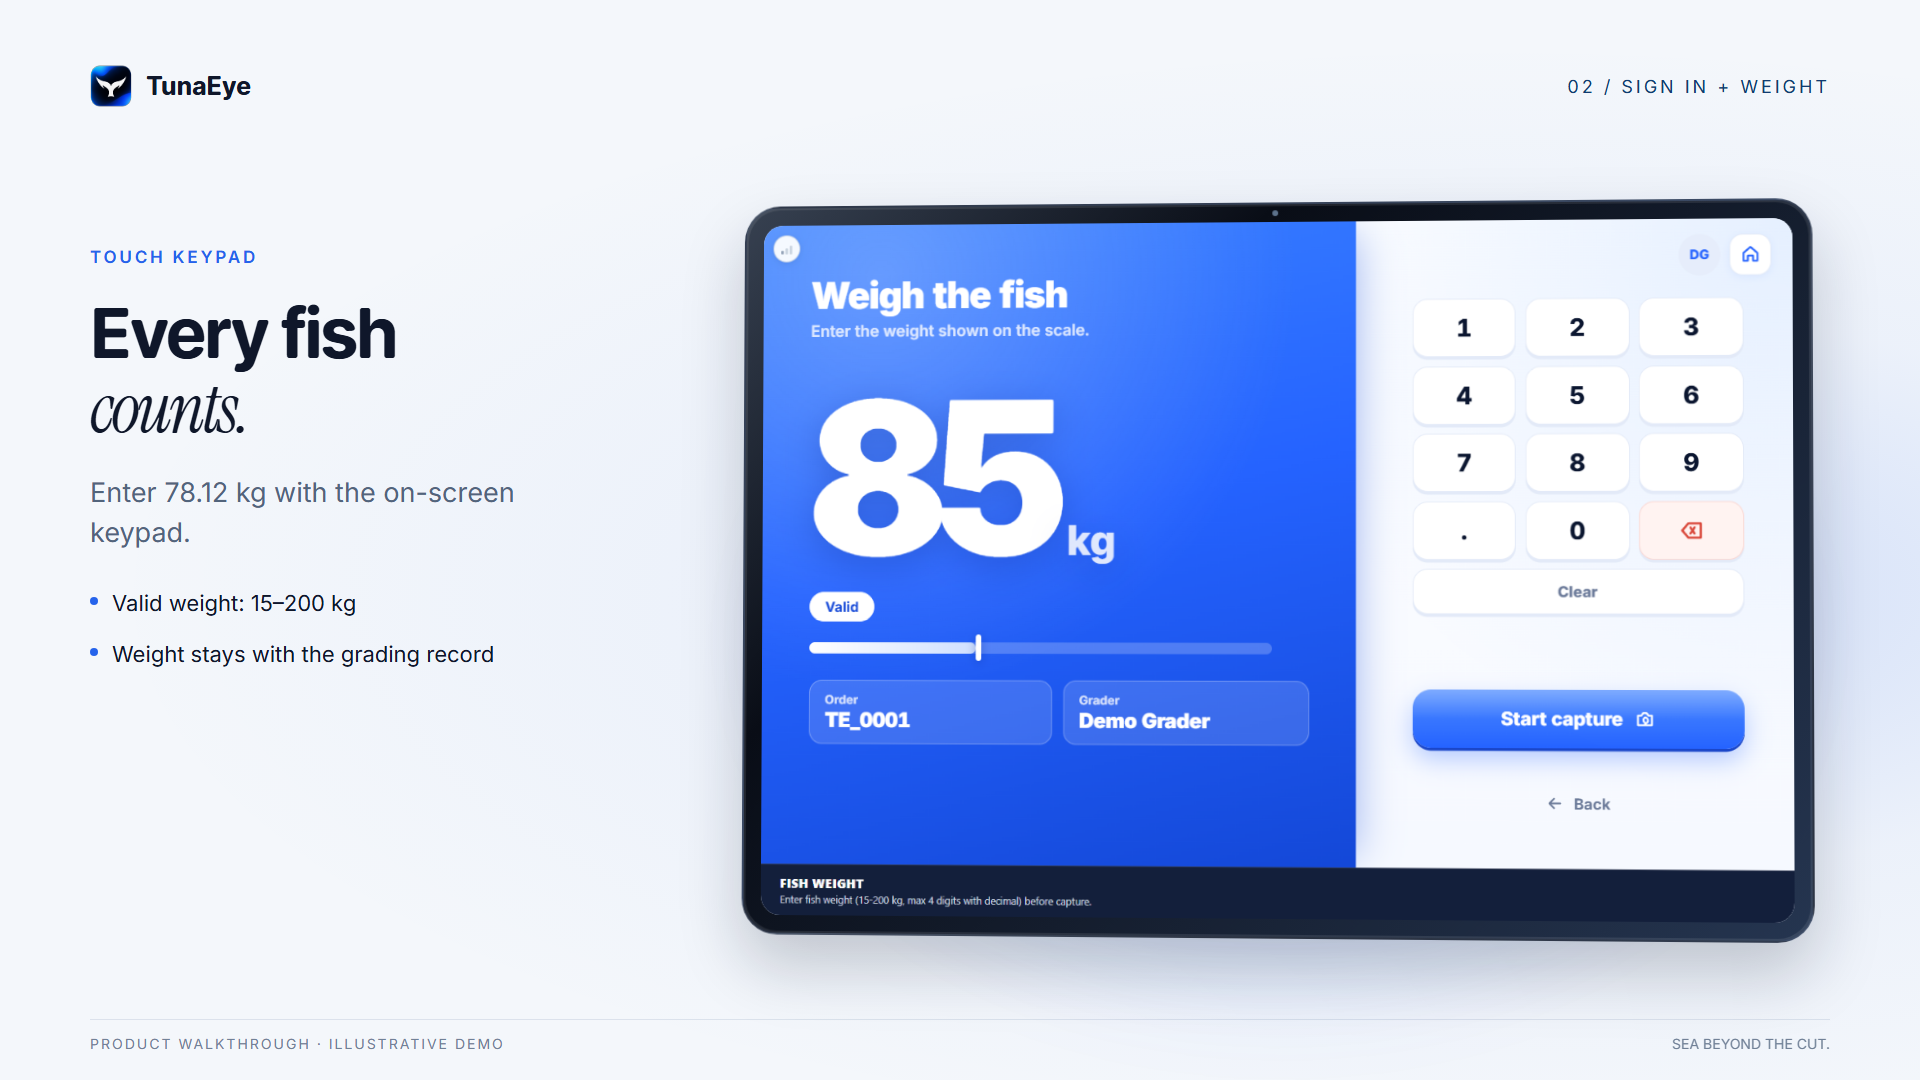 TunaEye
02 / SIGN IN + WEIGHT
TOUCH KEYPAD
Every fish
counts.
Enter 78.12 kg with the on-screen
keypad.
Valid weight: 15–200 kg
Weight stays with the grading record
Weigh the fish
Enter the weight shown on the scale.
85 kg
Valid
Order
TE_0001
Grader
Demo Grader
DG
1 2 3
4 5 6
7 8 9
. 0
Clear
Start capture
Back
FISH WEIGHT
Enter fish weight (15-200 kg, max 4 digits with decimal) before capture.
PRODUCT WALKTHROUGH · ILLUSTRATIVE DEMO
SEA BEYOND THE CUT.